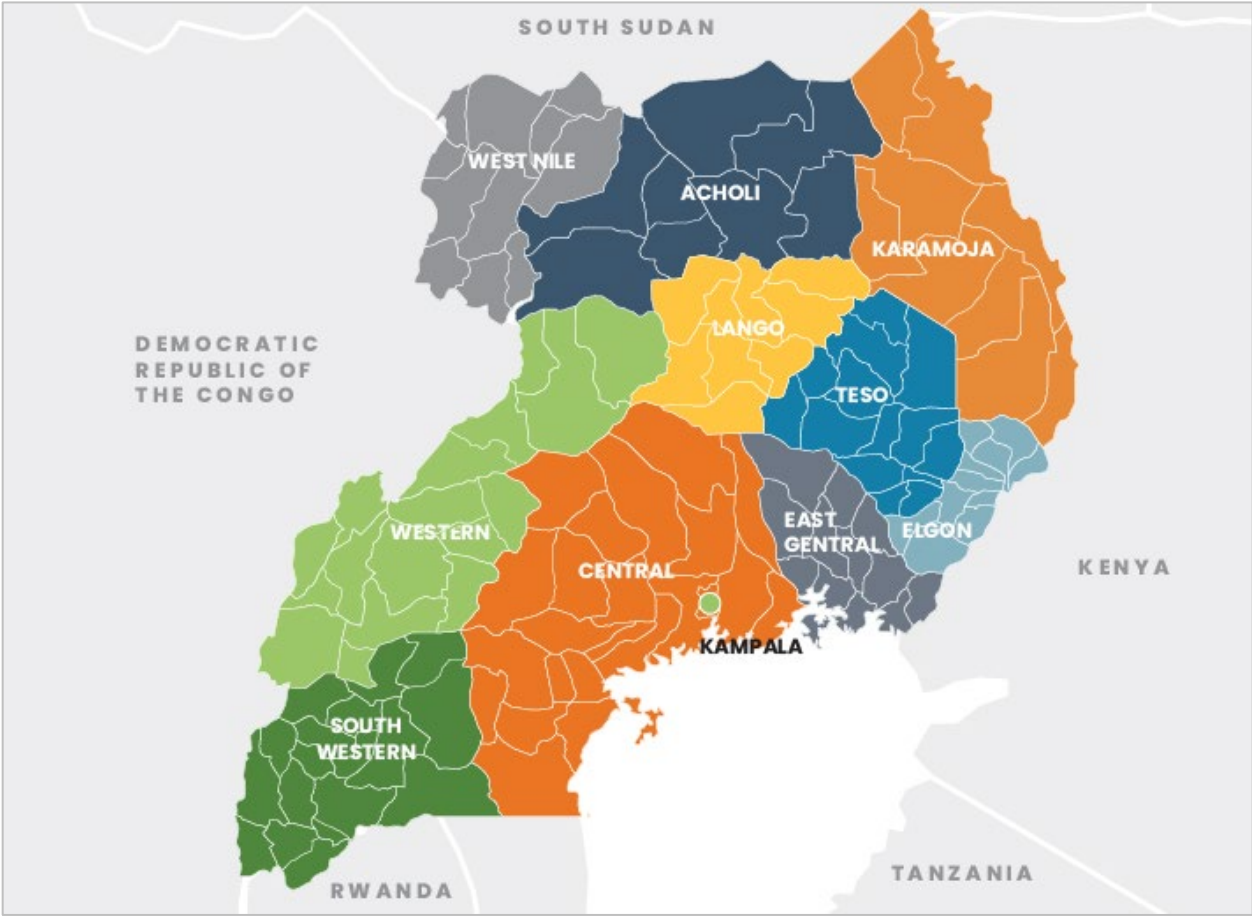 SOUTH SUDAN
WEST NILE
ACHOLI
KARAMOJA
LANGO
DEMOCRATIC
REPUBLIC OF
THE CONGO
TESO
WESTERN
EAST
GENTRAL
ELGON
CENTRAL
KENYA
KAMPALA
SOUTH
WESTERN
RWANDA
TANZANIA